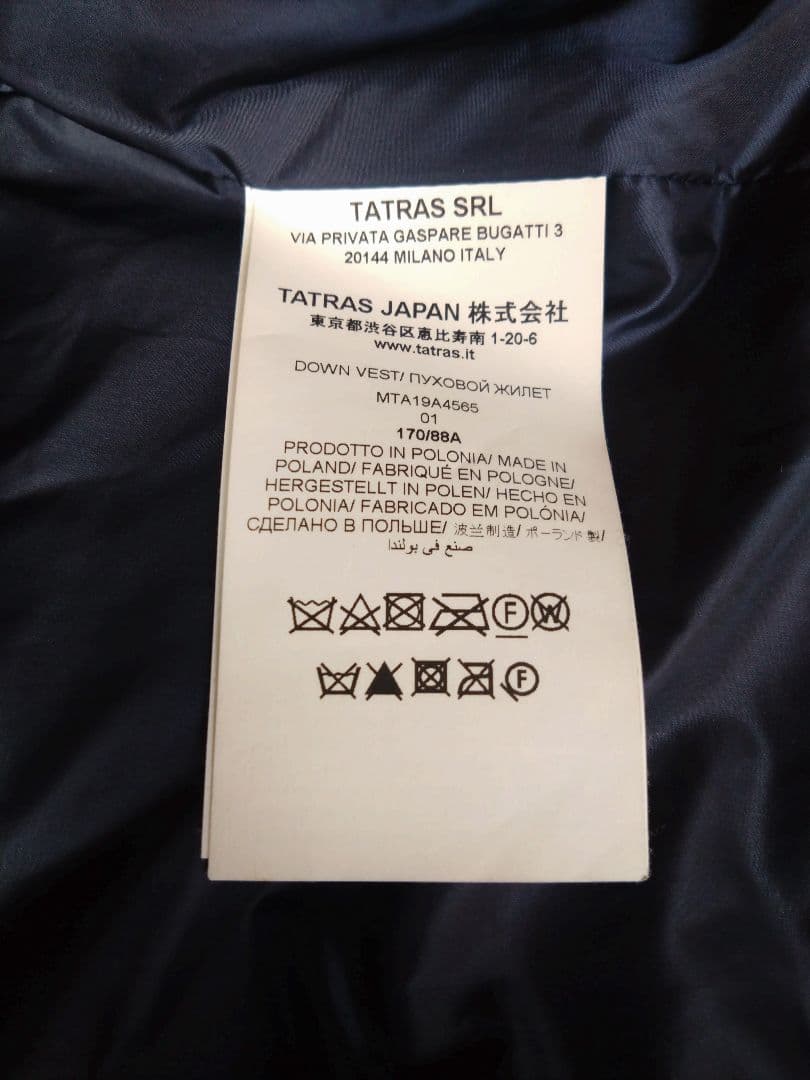 TATRAS SRL
VIA PRIVATA GASPARE BUGATTI 3
20144 MILANO ITALY
TATRAS JAPAN 株式会社
東京都渋谷区恵比寿南 1-20-6
www.tatras.it
DOWN VEST/ ПУХОВОЙ ЖИЛЕТ
MTA19A4565
01
170/88A
PRODOTTO IN POLONIA/ MADE IN
POLAND/ FABRIQUÉ EN POLOGNE/
HERGESTELLT IN POLEN/ HECHO EN
POLONIA/ FABRICADO EM POLÓNIA/
СДЕЛАНО В ПОЛЬШЕ/ 波兰制造/ ポーランド製/
صنع في بولندا
F W
F